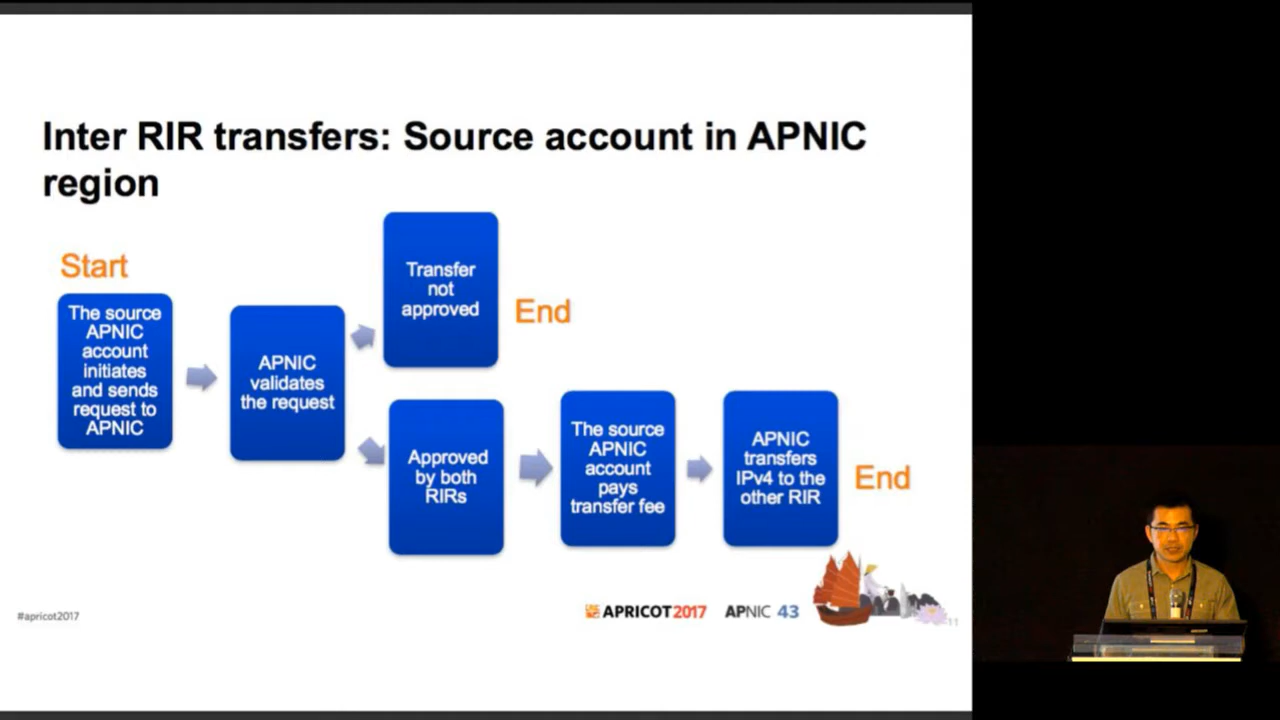 Inter RIR transfers: Source account in APNIC
region
Start
The source
APNIC
account
initiates
and sends
request to
APNIC
APNIC
validates
the request
Transfer
not
approved
End
Approved
by both
RIRs
The source
APNIC
account
pays
transfer fee
APNIC
transfers
IPv4 to the
other RIR
End
#apricot2017
APRICOT2017
APNIC 43
11